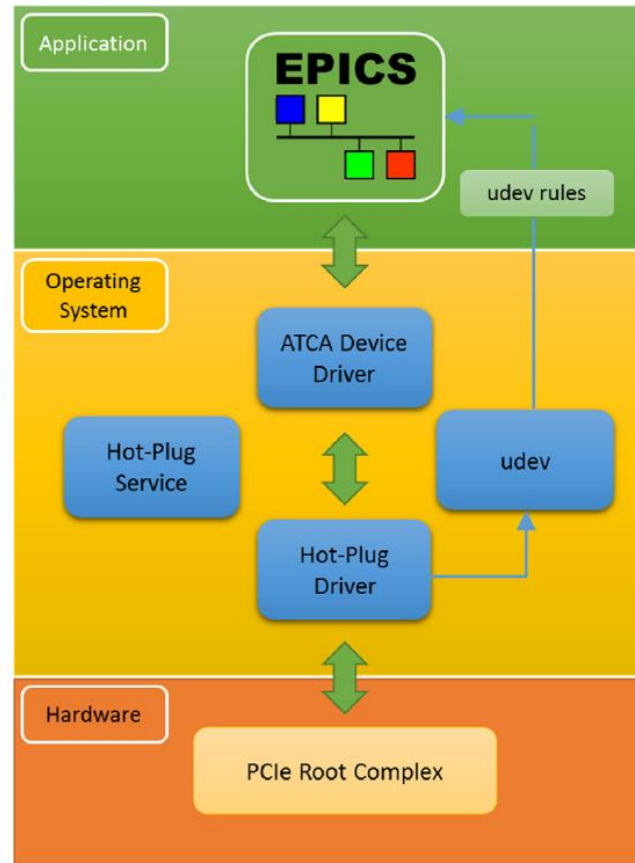 Application
EPICS
udev rules
Operating
System
ATCA Device
Driver
Hot-Plug
Service
udev
Hot-Plug
Driver
Hardware
PCIe Root Complex